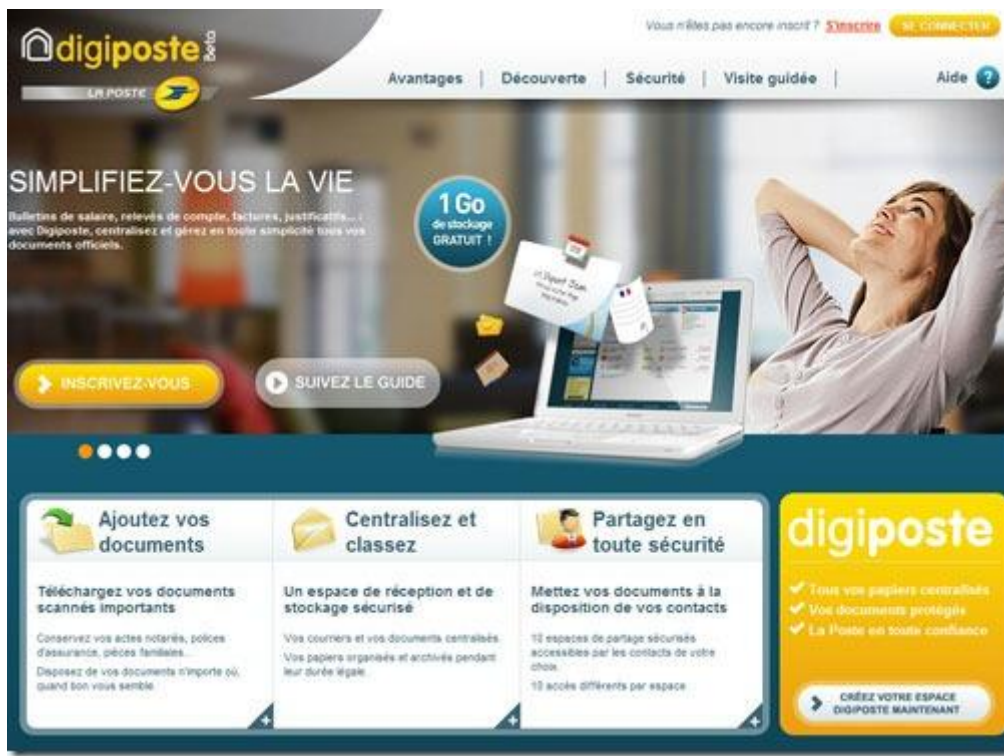 digiposte Beta
LA POSTE
Vous n'êtes pas encore inscrit ? S'inscrire SE CONNECTER
Avantages | Découverte | Sécurité | Visite guidée | Aide ?
SIMPLIFIEZ-VOUS LA VIE
Bulletins de salaire, relevés de compte, factures, justificatifs... :
avec Digiposte, centralisez et gérez en toute simplicité tous vos
documents officiels.
1 Go
de stockage
GRATUIT !
INSCRIVEZ-VOUS
SUIVEZ LE GUIDE
Ajoutez vos
documents
Téléchargez vos documents
scannés importants
Conservez vos actes notariés, polices
d'assurance, pièces familiales...
Disposez de vos documents n'importe où,
quand bon vous semble.
Centralisez et
classez
Un espace de réception et de
stockage sécurisé
Vos courriers et vos documents centralisés
Vos papiers organisés et archivés pendant
leur durée légale.
Partagez en
toute sécurité
Mettez vos documents à la
disposition de vos contacts
10 espaces de partage sécurisés
accessibles par les contacts de votre
choix.
10 accès différents par espace
digiposte
Tous vos papiers centralisés
Vos documents protégés
La Poste en toute confiance
CRÉEZ VOTRE ESPACE
DIGIPOSTE MAINTENANT